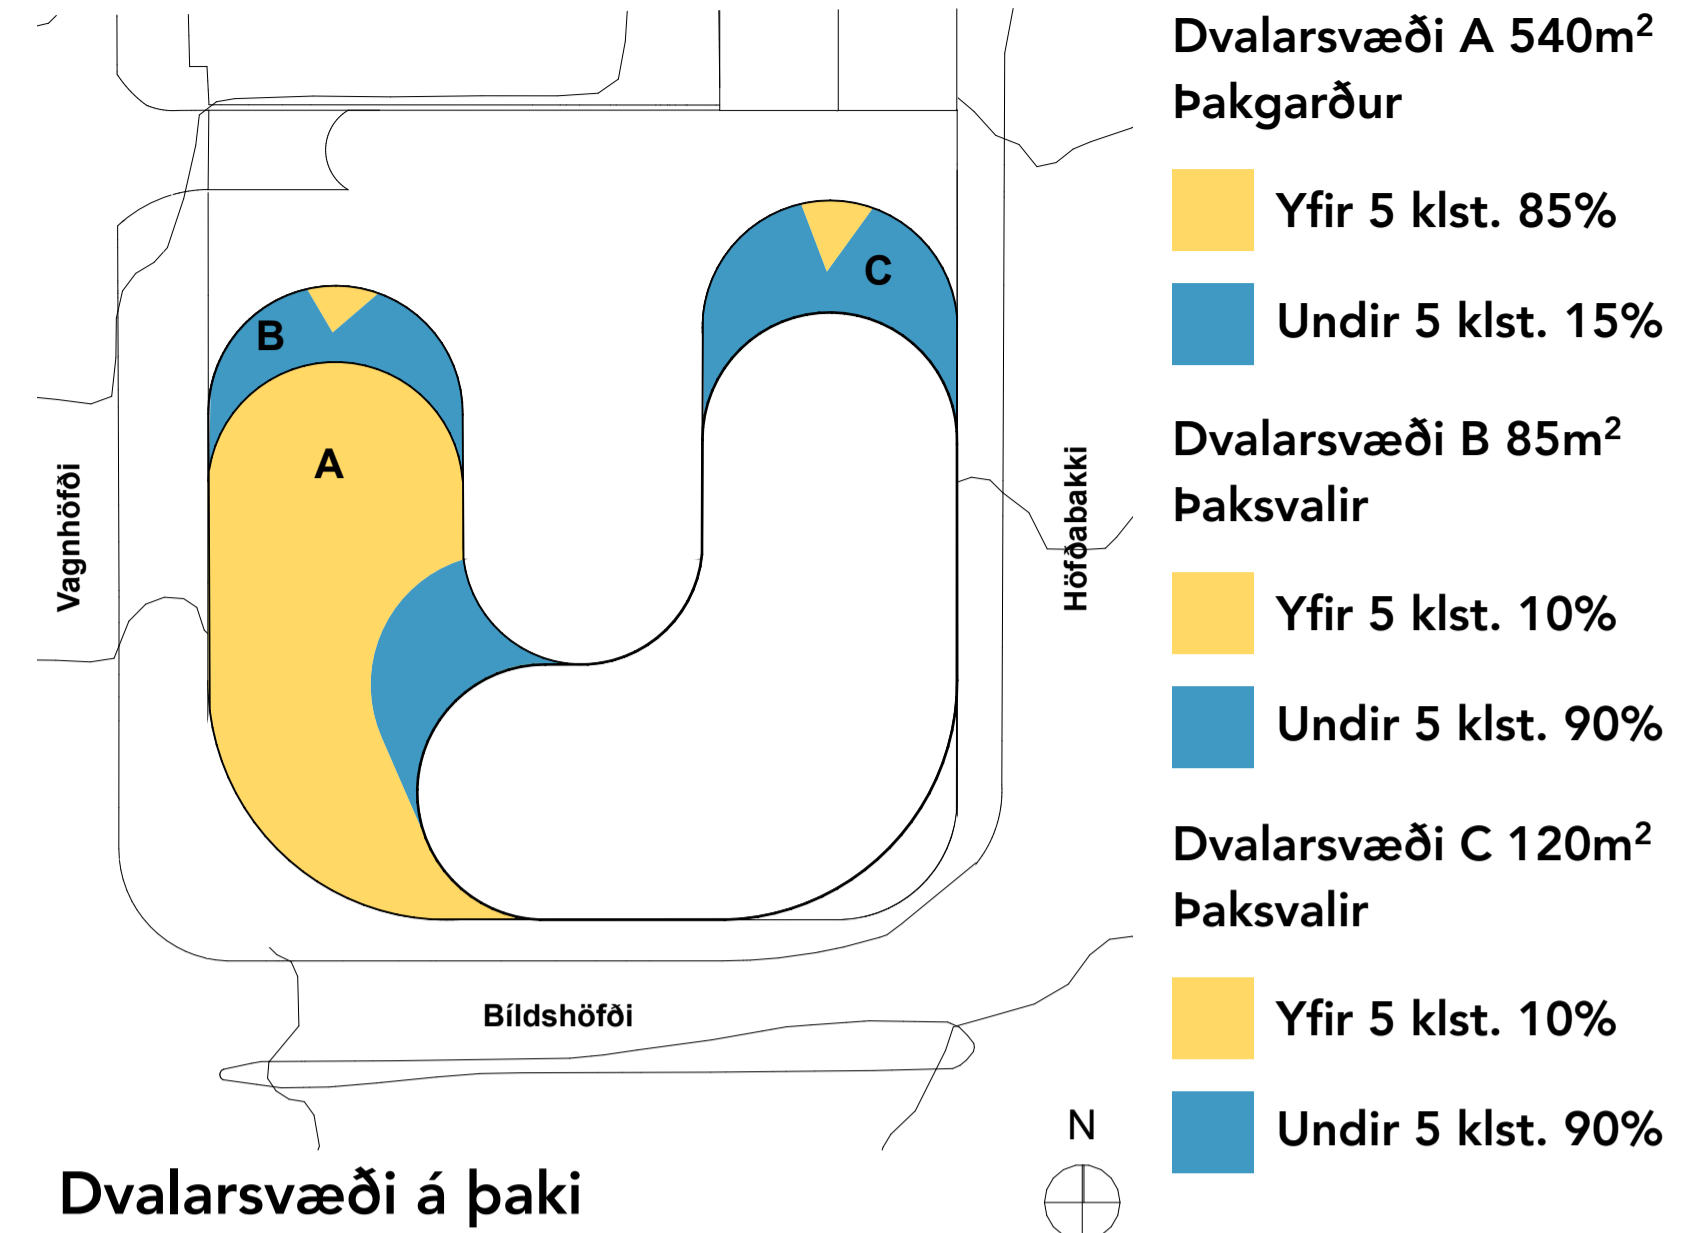 Dvalarsvæði A 540m²
Þakgarður
Yfir 5 klst. 85%
Undir 5 klst. 15%
Dvalarsvæði B 85m²
Þaksvalir
Yfir 5 klst. 10%
Undir 5 klst. 90%
Dvalarsvæði C 120m²
Þaksvalir
Yfir 5 klst. 10%
Undir 5 klst. 90%
C
B
A
Vagnhöfði
Höfðabakki
Bíldshöfði
N
Dvalarsvæði á þaki